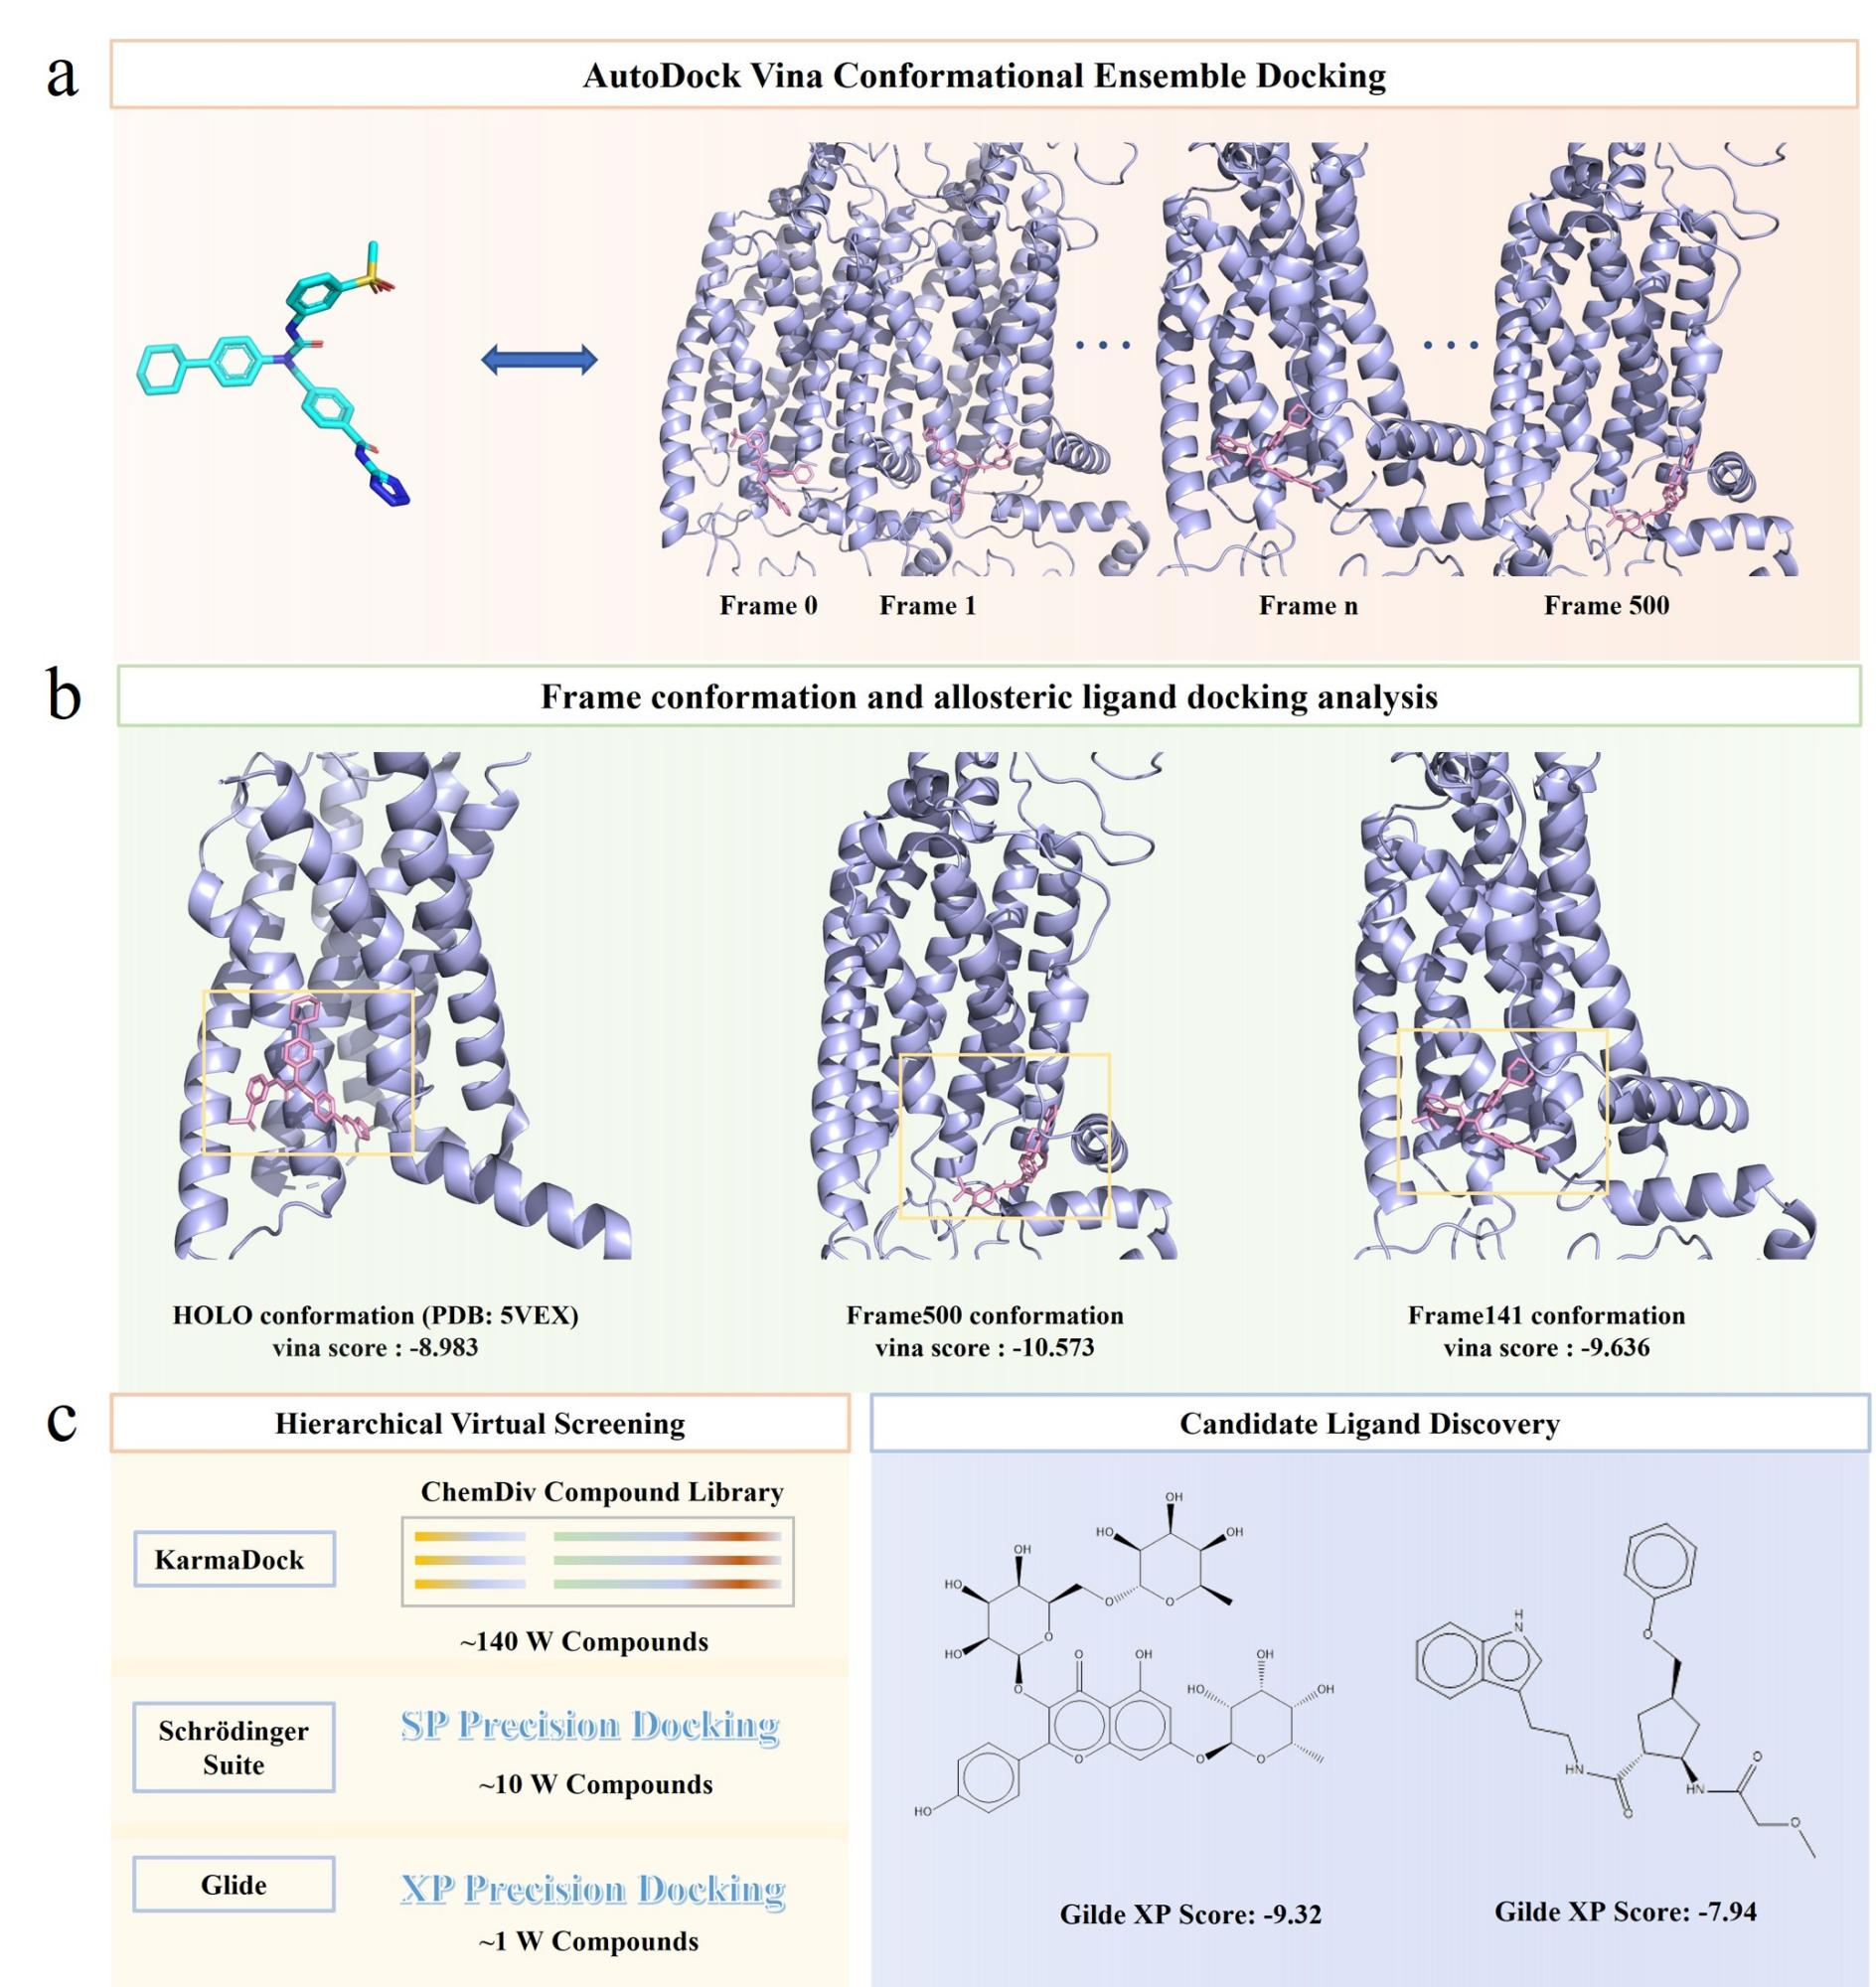 a
AutoDock Vina Conformational Ensemble Docking
Frame 0
Frame 1
Frame n
Frame 500
b
Frame conformation and allosteric ligand docking analysis
HOLO conformation (PDB: 5VEX)
vina score : -8.983
Frame500 conformation
vina score : -10.573
Frame141 conformation
vina score : -9.636
c
Hierarchical Virtual Screening
KarmaDock
ChemDiv Compound Library
~140 W Compounds
Schrödinger
Suite
SP Precision Docking
~10 W Compounds
Glide
XP Precision Docking
~1 W Compounds
Candidate Ligand Discovery
OH
HO
OH
OH
HO
O
O
O
HO
O
O
OH
OH
HO
OH
O
O
O
HO
Gilde XP Score: -9.32
O
H
N
HN
O
HN
O
O
Gilde XP Score: -7.94